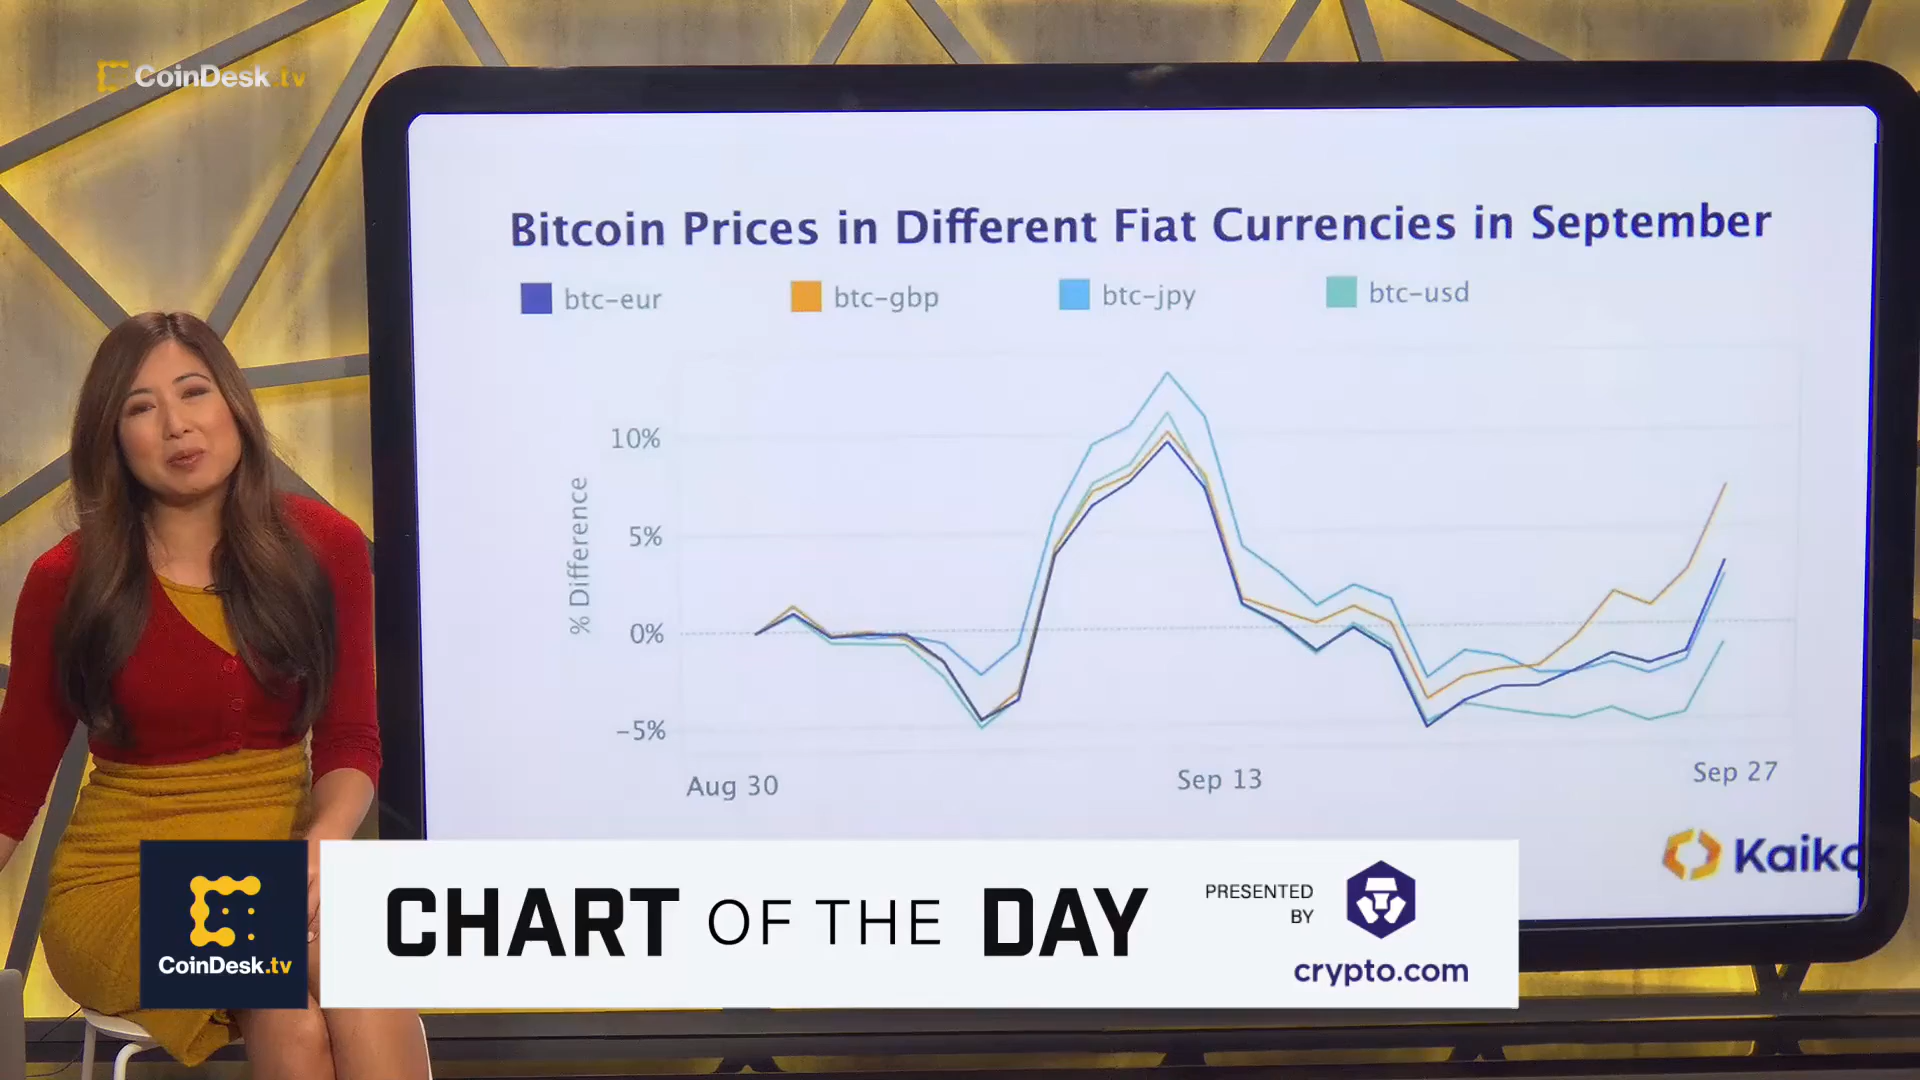 CoinDesk.tv
Bitcoin Prices in Different Fiat Currencies in September
btc-eur btc-gbp btc-jpy btc-usd
10%
5%
0%
-5%
% Difference
Aug 30 Sep 13 Sep 27
Kaiko
CoinDesk.tv
CHART OF THE DAY
PRESENTED
BY
crypto.com